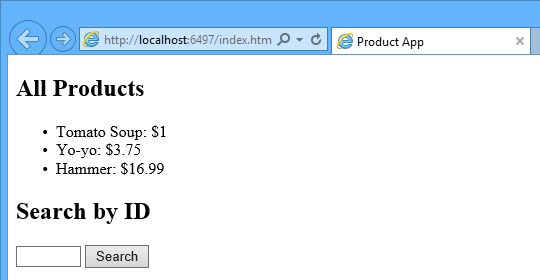 http://localhost:6497/index.htm
Product App
All Products
• Tomato Soup: $1
• Yo-yo: $3.75
• Hammer: $16.99
Search by ID
Search